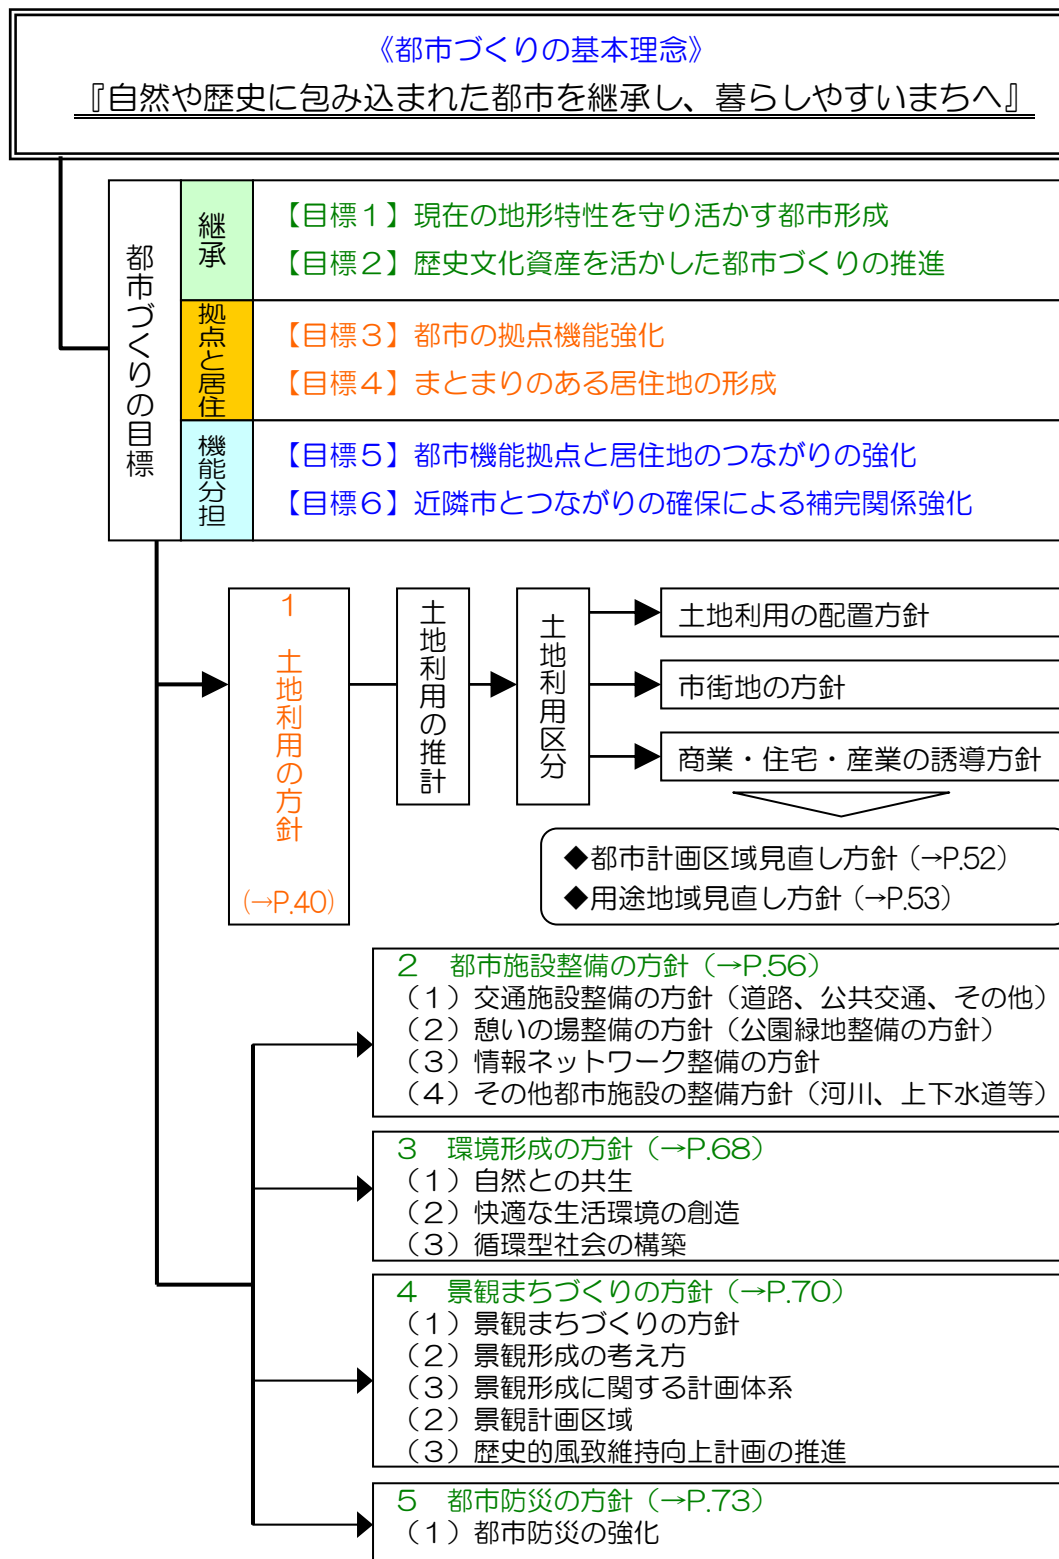 《都市づくりの基本理念》
『自然や歴史に包み込まれた都市を継承し、暮らしやすいまちへ』
都市づくりの目標
継承
【目標１】現在の地形特性を守り活かす都市形成
【目標２】歴史文化資産を活かした都市づくりの推進
拠点と居住
【目標３】都市の拠点機能強化
【目標４】まとまりのある居住地の形成
機能分担
【目標５】都市機能拠点と居住地のつながりの強化
【目標６】近隣市とつながりの確保による補完関係強化
１　土地利用の方針
(→P.40)
土地利用の推計
土地利用区分
土地利用の配置方針
市街地の方針
商業・住宅・産業の誘導方針
◆都市計画区域見直し方針（→P.52）
◆用途地域見直し方針（→P.53）
２　都市施設整備の方針（→P.56）
（１）交通施設整備の方針（道路、公共交通、その他）
（２）憩いの場整備の方針（公園緑地整備の方針）
（３）情報ネットワーク整備の方針
（４）その他都市施設の整備方針（河川、上下水道等）
３　環境形成の方針（→P.68）
（１）自然との共生
（２）快適な生活環境の創造
（３）循環型社会の構築
４　景観まちづくりの方針（→P.70）
（１）景観まちづくりの方針
（２）景観形成の考え方
（３）景観形成に関する計画体系
（２）景観計画区域
（３）歴史的風致維持向上計画の推進
５　都市防災の方針（→P.73）
（１）都市防災の強化